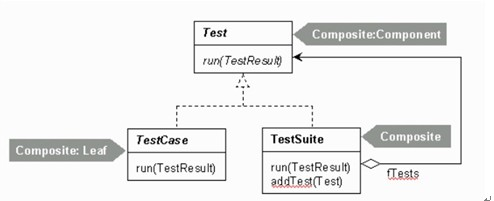 Test
Composite:Component
run(TestResult)
TestCase
TestSuite
Composite
Composite: Leaf
run(TestResult)
run(TestResult)
addTest(Test)
fTests